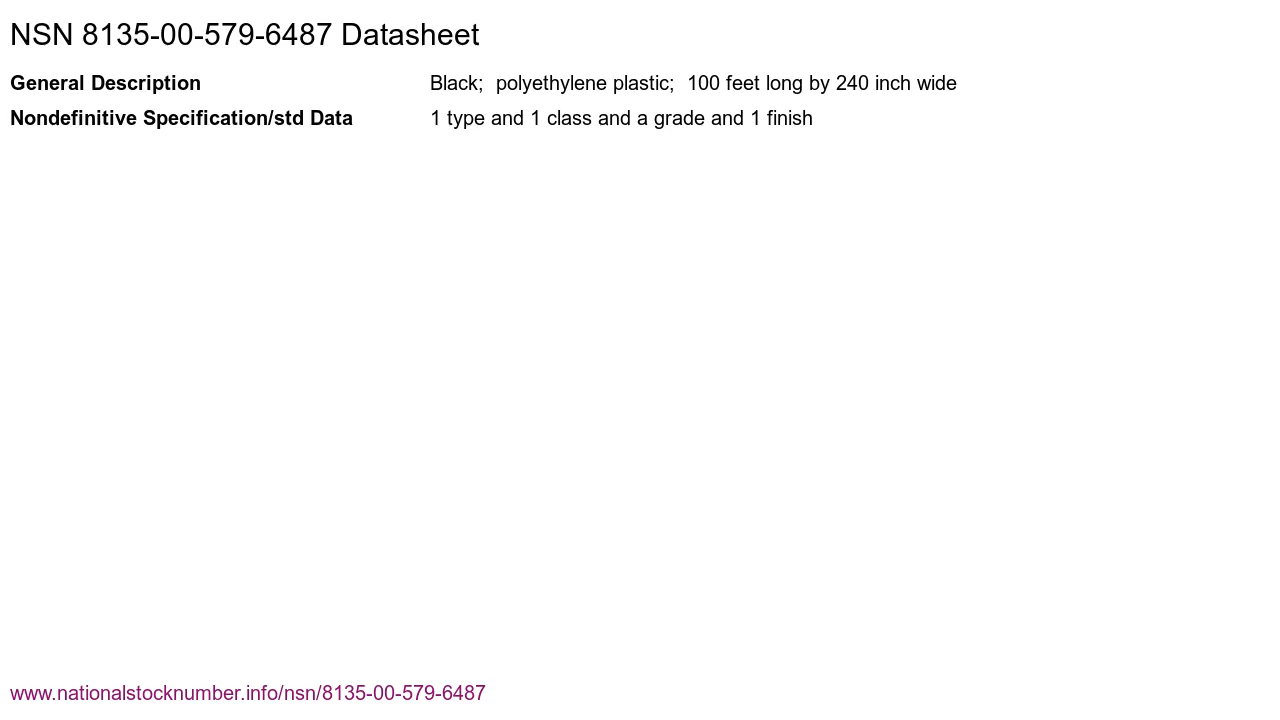 NSN 8135-00-579-6487 Datasheet
General Description Black;  polyethylene plastic;  100 feet long by 240 inch wide
Nondefinitive Specification/std Data 1 type and 1 class and a grade and 1 finish
www.nationalstocknumber.info/nsn/8135-00-579-6487